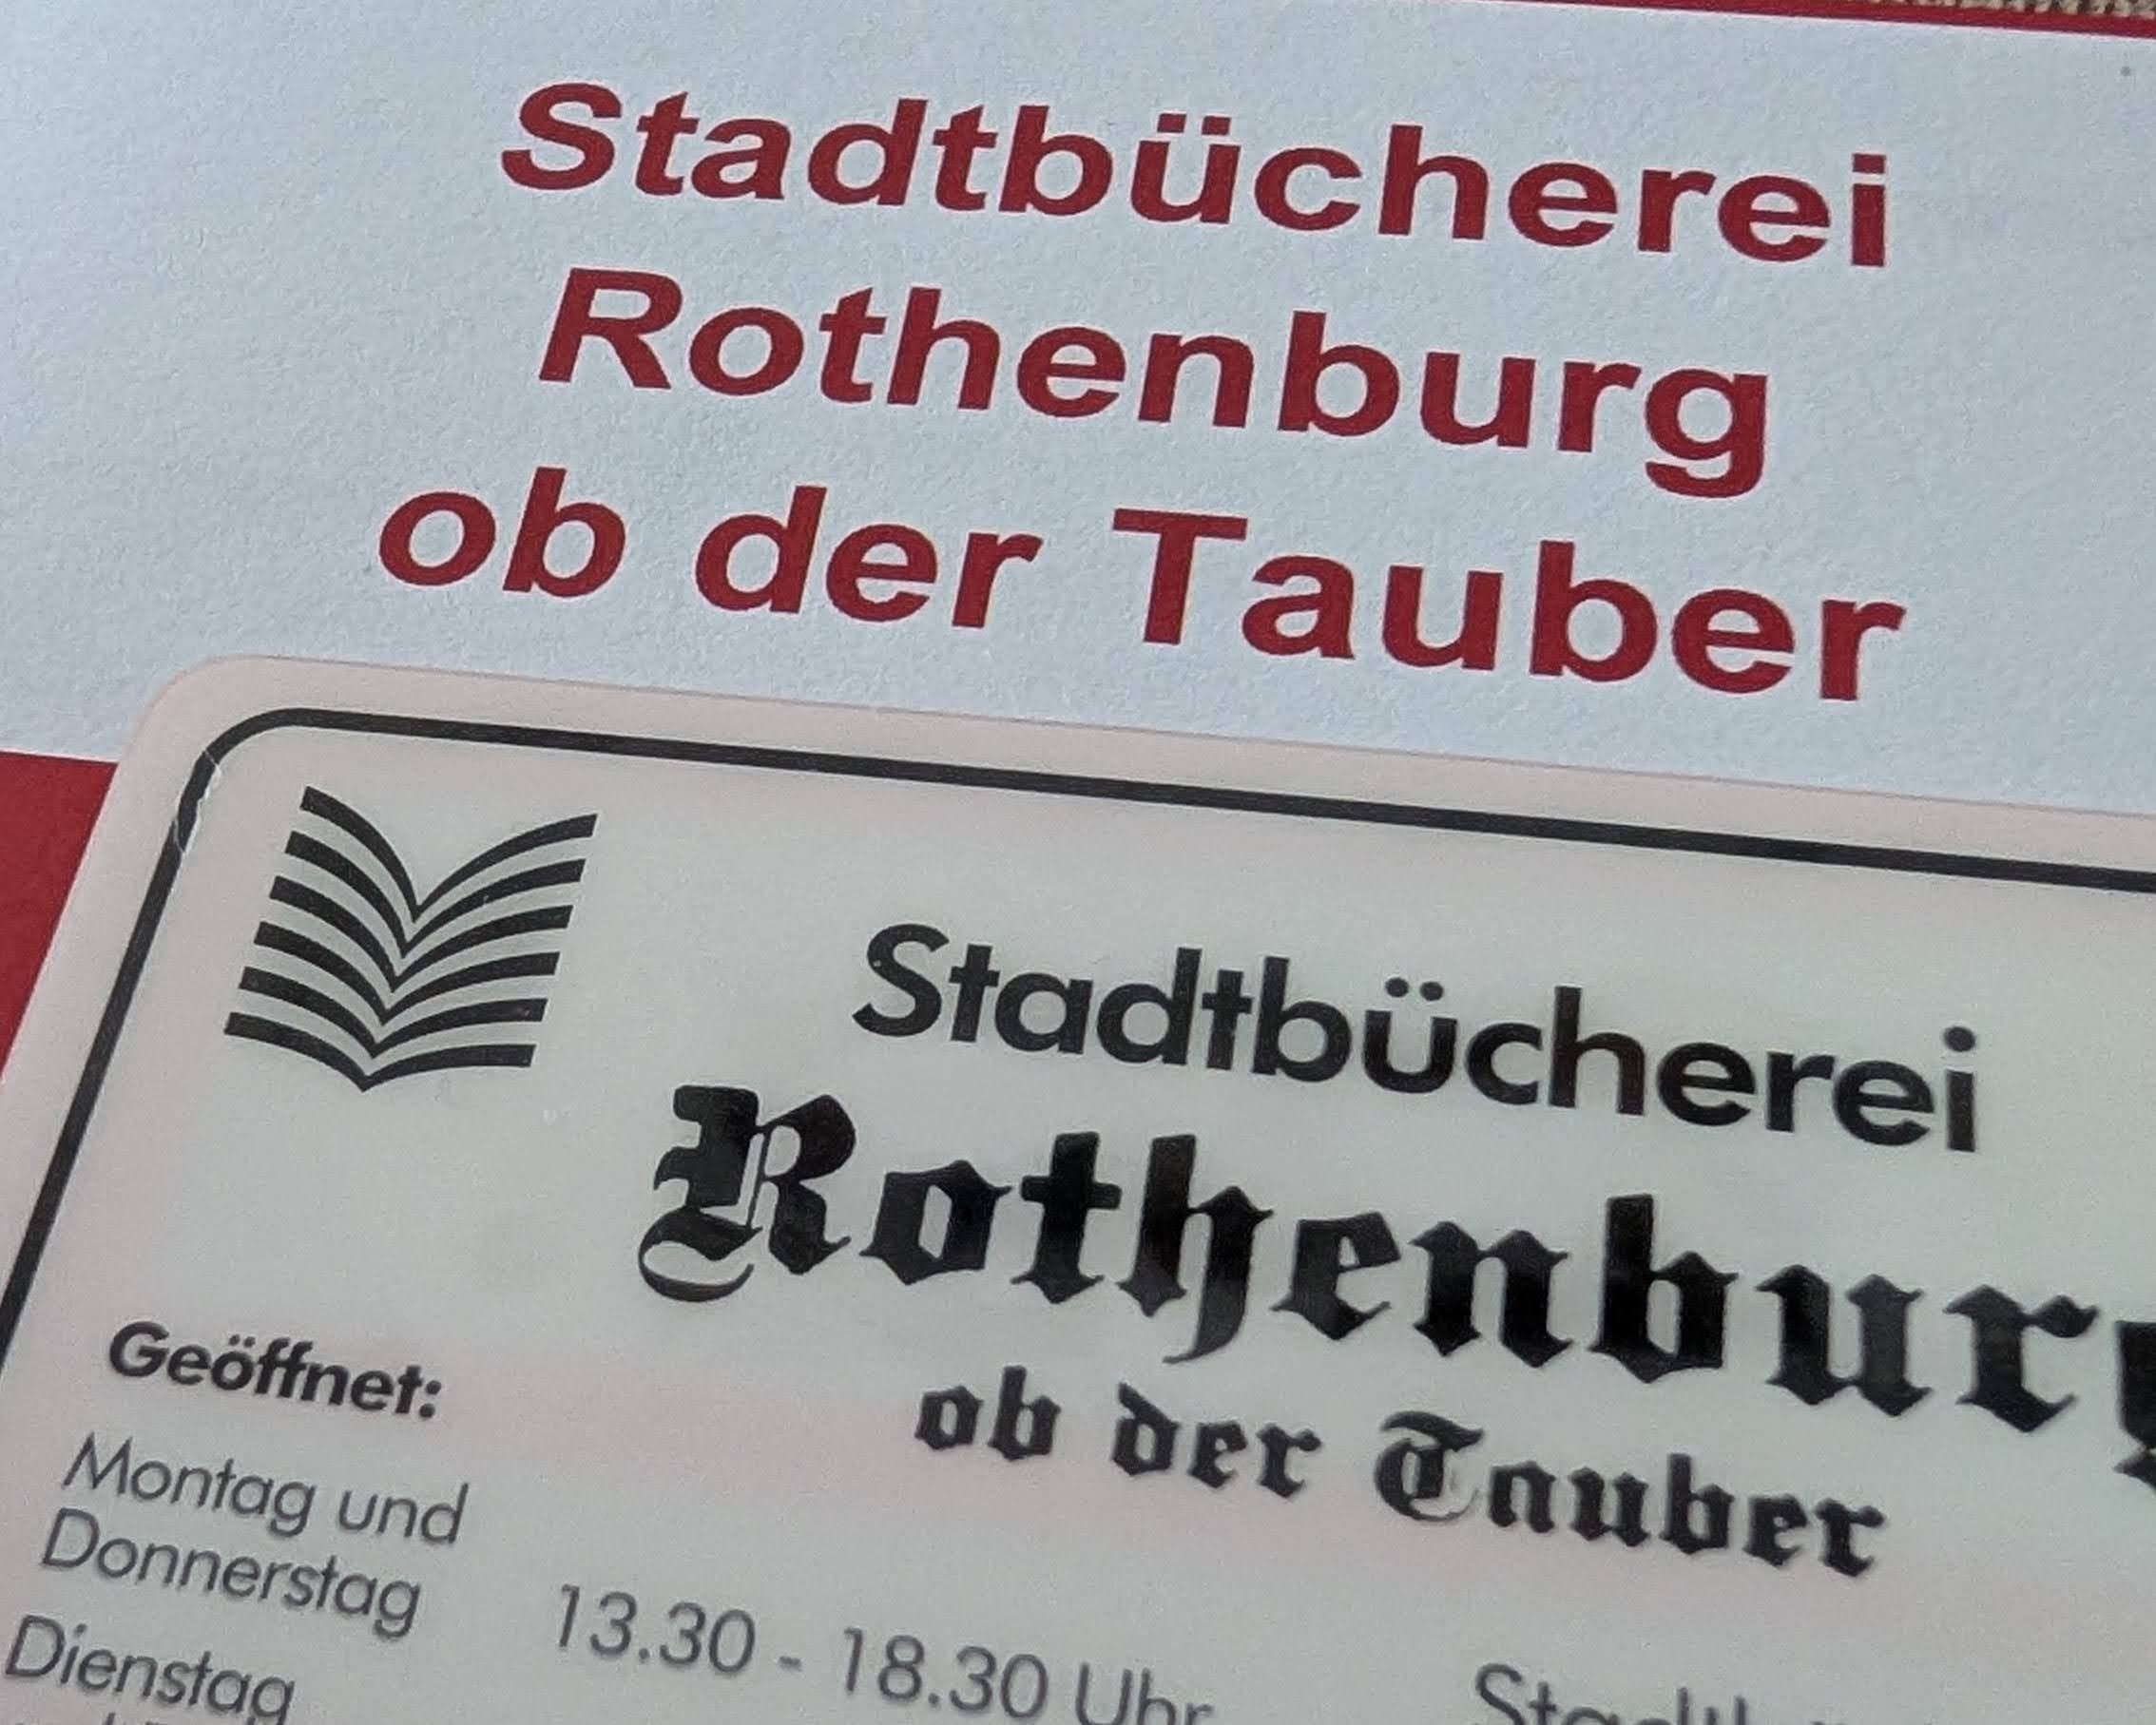 Stadtbücherei
Rothenburg
ob der Tauber
Stadtbücherei
Rothenburg
ob der Tauber
Geöffnet:
Montag und
Donnerstag 13.30 - 18.30 Uhr
Dienstag